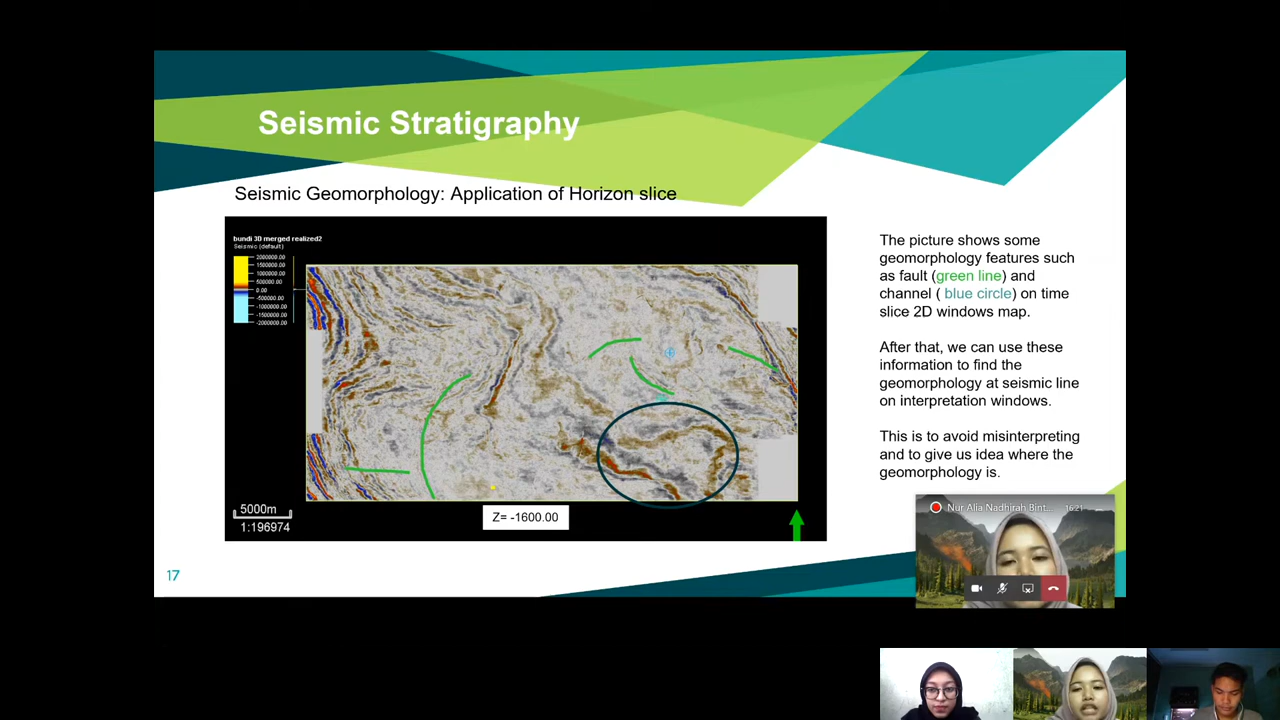 Seismic Stratigraphy
Seismic Geomorphology: Application of Horizon slice
bundi 3D merged realized2
Seismic (default)
2000000.00
1500000.00
1000000.00
500000.00
0.00
-500000.00
-1000000.00
-1500000.00
-2000000.00
5000m
1:196974
Z= -1600.00
The picture shows some
geomorphology features such
as fault (green line) and
channel ( blue circle) on time
slice 2D windows map.
After that, we can use these
information to find the
geomorphology at seismic line
on interpretation windows.
This is to avoid misinterpreting
and to give us idea where the
geomorphology is.
Nur Alia Nadhirah Bint...
16:21
17